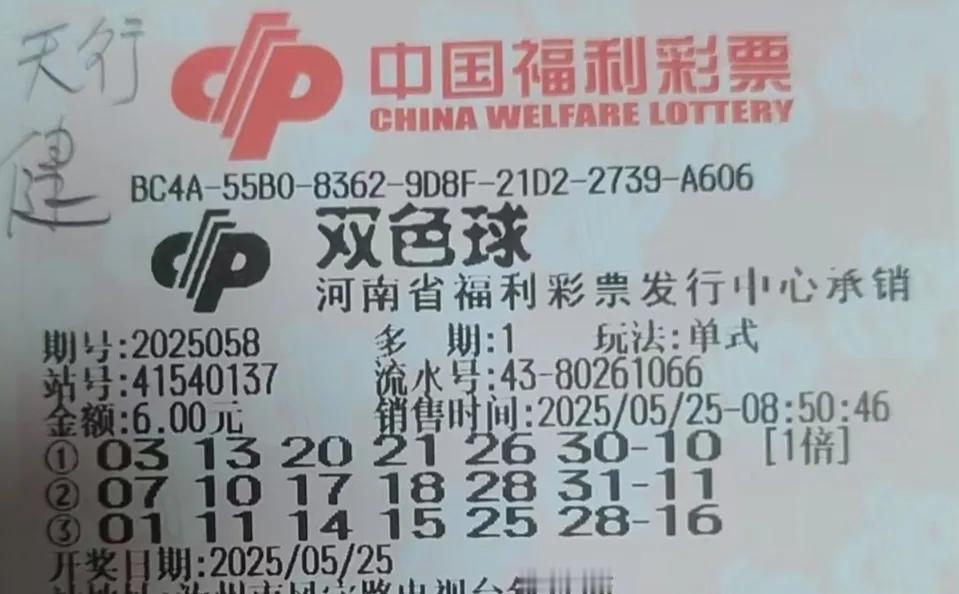 天行
健
中国福利彩票
CHINA WELFARE LOTTERY
BC4A-55B0-8362-9D8F-21D2-2739-A606
双色球
河南省福利彩票发行中心承销
期号:2025058 多 期:1 玩法:单式
站号:41540137 流水号:43-80261066
金额:6.00元 销售时间:2025/05/25-08:50:46
① 03 13 20 21 26 30-10 [1倍]
② 07 10 17 18 28 31-11
③ 01 11 14 15 25 28-16
开奖日期:2025/05/25